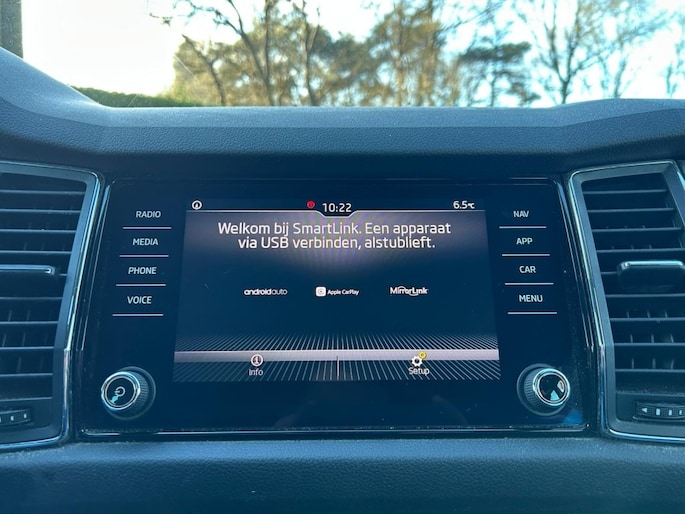 RADIO
MEDIA
PHONE
VOICE
10:22
6.5°C
Welkom bij SmartLink. Een apparaat
via USB verbinden, alstublieft.
androidauto
Apple CarPlay
MirrorLink
Info
Setup
NAV
APP
CAR
MENU